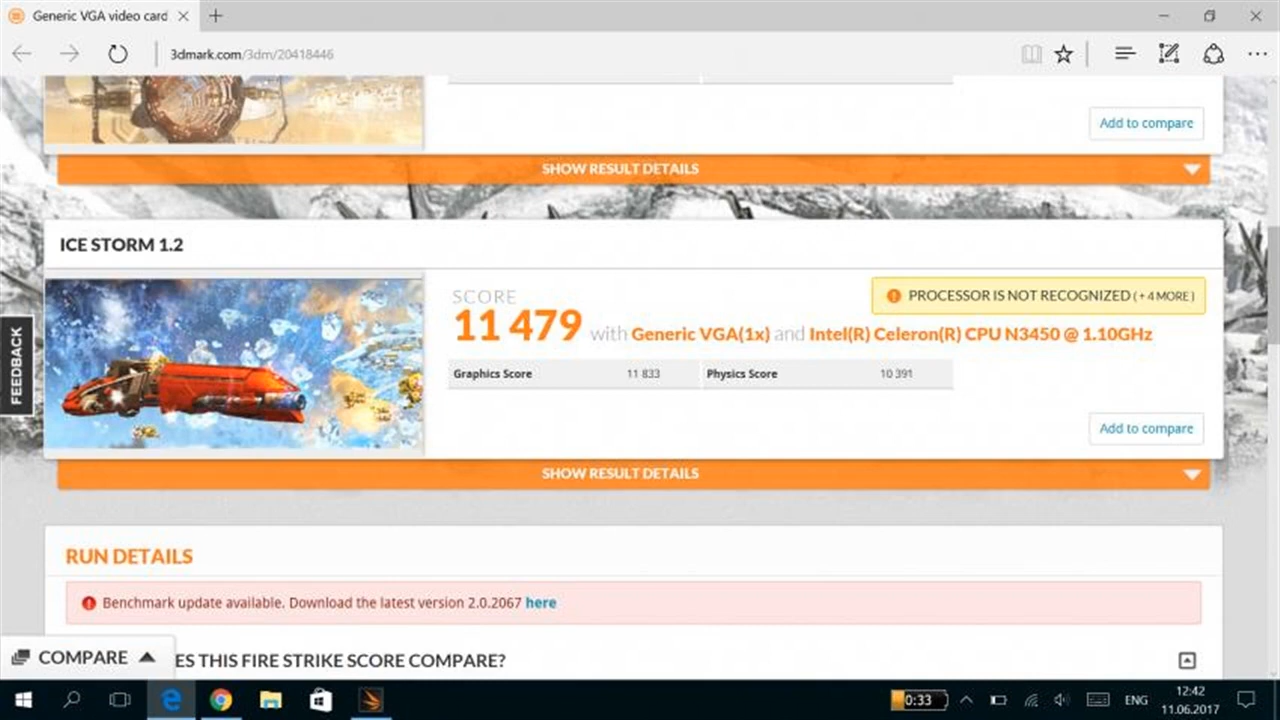 Generic VGA video card
3dmark.com/3dm/20418446
Add to compare
SHOW RESULT DETAILS
ICE STORM 1.2
PROCESSOR IS NOT RECOGNIZED ( + 4 MORE )
SCORE
11 479 with Generic VGA(1x) and Intel(R) Celeron(R) CPU N3450 @ 1.10GHz
Graphics Score 11 833 Physics Score 10 391
FEEDBACK
Add to compare
SHOW RESULT DETAILS
RUN DETAILS
Benchmark update available. Download the latest version 2.0.2067 here
COMPARE
ES THIS FIRE STRIKE SCORE COMPARE?
0:33
ENG
12:42
11.06.2017